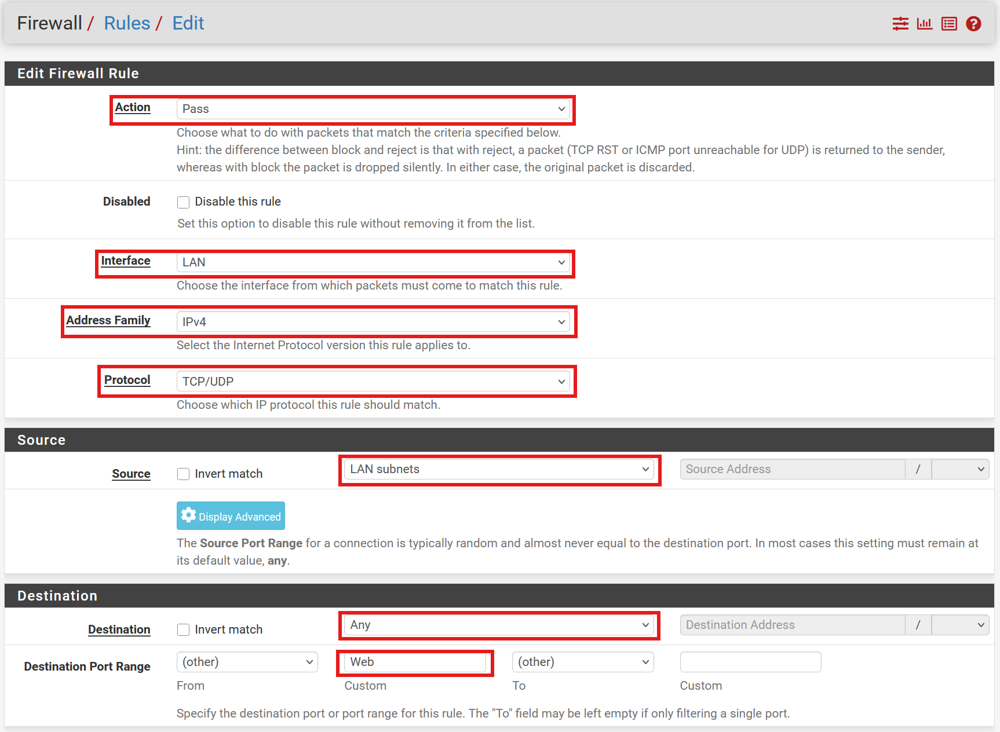 Firewall / Rules / Edit
Edit Firewall Rule
Action Pass
Choose what to do with packets that match the criteria specified below.
Hint: the difference between block and reject is that with reject, a packet (TCP RST or ICMP port unreachable for UDP) is returned to the sender,
whereas with block the packet is dropped silently. In either case, the original packet is discarded.
Disabled Disable this rule
Set this option to disable this rule without removing it from the list.
Interface LAN
Choose the interface from which packets must come to match this rule.
Address Family IPv4
Select the Internet Protocol version this rule applies to.
Protocol TCP/UDP
Choose which IP protocol this rule should match.
Source
Source Invert match LAN subnets Source Address /
Display Advanced
The Source Port Range for a connection is typically random and almost never equal to the destination port. In most cases this setting must remain at
its default value, any.
Destination
Destination Invert match Any Destination Address /
Destination Port Range (other) Web (other)
From Custom To Custom
Specify the destination port or port range for this rule. The "To" field may be left empty if only filtering a single port.